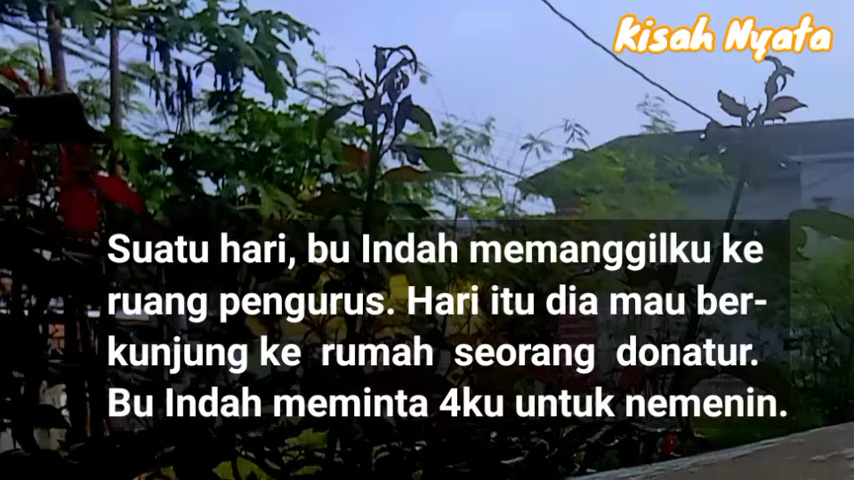 Kisah Nyata
Suatu hari, bu Indah memanggilku ke
ruang pengurus. Hari itu dia mau ber-
kunjung ke rumah seorang donatur.
Bu Indah meminta 4ku untuk nemenin.